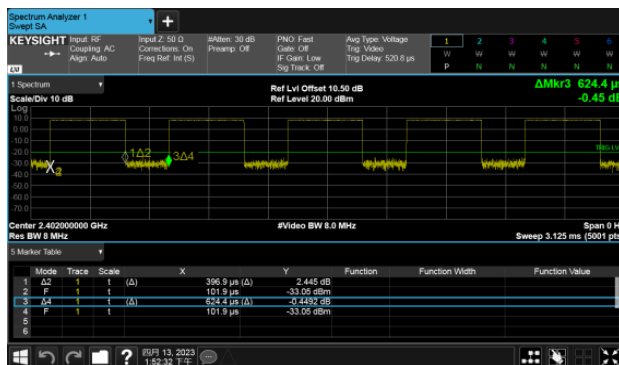 Spectrum Analyzer 1
Swept SA
+
KEYSIGHT Input: RF Input Z: 50 Ω #Atten: 30 dB PNO: Fast Avg Type: Voltage 1 2 3 4 5 6
Coupling: AC Corrections: On Preamp: Off Gate: Off Trig: Video W W W W W W
Align: Auto Freq Ref: Int (S) IF Gain: Low Trig Delay: 520.8 µs P N N N N N
Sig Track: Off
LXI
1 Spectrum
Ref Lvl Offset 10.50 dB ΔMkr3 624.4 µs
Scale/Div 10 dB Ref Level 20.00 dBm -0.45 dB
Log
10.0
0.00
-10.0
-20.0
TRIG LVL
-30.0
X2 1Δ2 3Δ4
-40.0
-50.0
-60.0
-70.0
Center 2.402000000 GHz #Video BW 8.0 MHz Span 0 H
Res BW 8 MHz Sweep 3.125 ms (5001 pts
5 Marker Table
Mode Trace Scale X Y Function Function Width Function Value
1 Δ2 1 t (Δ) 396.9 µs (Δ) 2.445 dB
2 F 1 t 101.9 µs -33.05 dBm
3 Δ4 1 t (Δ) 624.4 µs (Δ) -0.4492 dB
4 F 1 t 101.9 µs -33.05 dBm
5
6
? 四月 13, 2023
1:52:32 下午